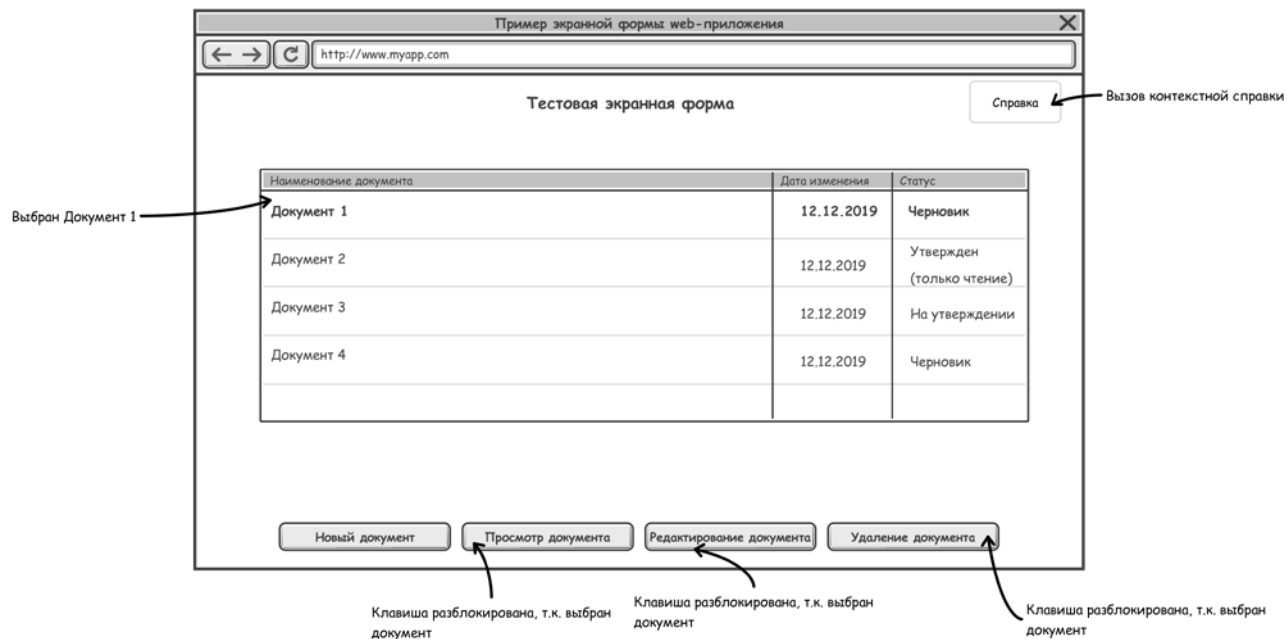 Пример экранной формы web-приложения
http://www.myapp.com
Тестовая экранная форма
Справка
Вызов контекстной справки
Наименование документа
Дата изменения
Статус
Выбран Документ 1
Документ 1
12.12.2019
Черновик
Документ 2
12.12.2019
Утвержден
(только чтение)
Документ 3
12.12.2019
На утверждении
Документ 4
12.12.2019
Черновик
Новый документ
Просмотр документа
Редактирование документа
Удаление документа
Клавиша разблокирована, т.к. выбран
документ
Клавиша разблокирована, т.к. выбран
документ
Клавиша разблокирована, т.к. выбран
документ